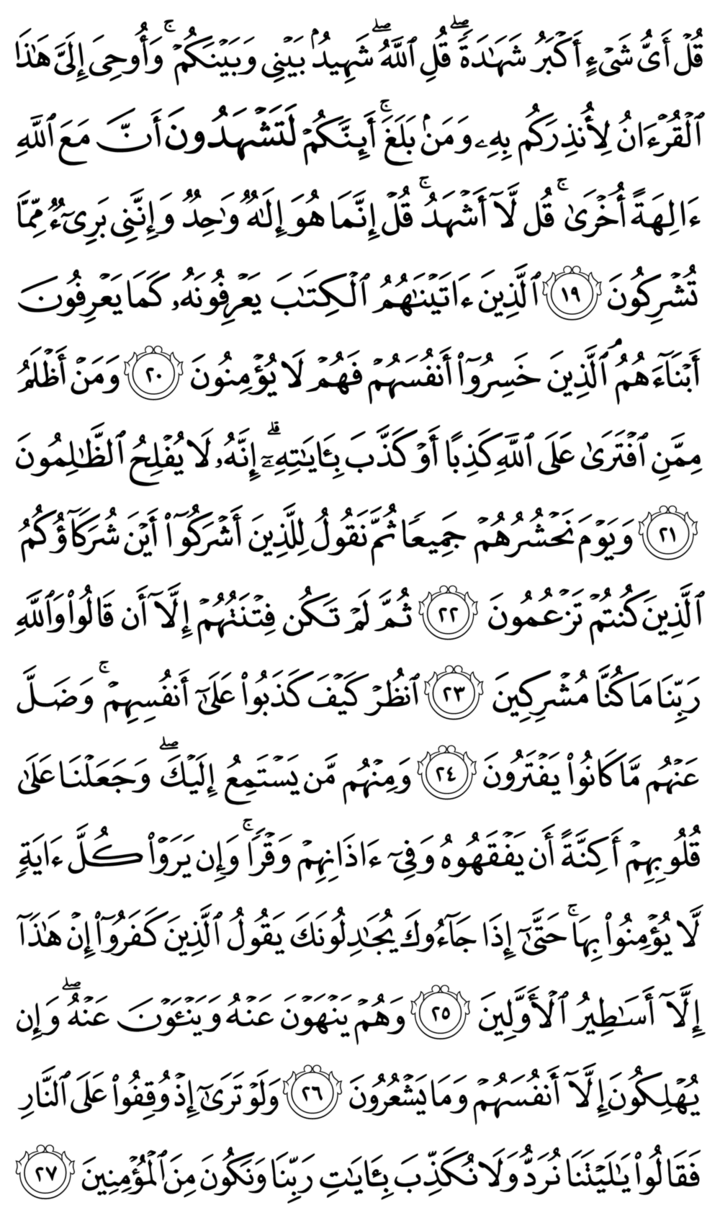 قُلۡ أَيُّ شَيۡءٍ أَكۡبَرُ شَهَٰدَةٗۖ قُلِ ٱللَّهُۖ شَهِيدُۢ بَيۡنِي وَبَيۡنَكُمۡۚ وَأُوحِيَ إِلَيَّ هَٰذَا
ٱلۡقُرۡءَانُ لِأُنذِرَكُم بِهِۦ وَمَنۢ بَلَغَۚ أَئِنَّكُمۡ لَتَشۡهَدُونَ أَنَّ مَعَ ٱللَّهِ
ءَالِهَةً أُخۡرَىٰۚ قُل لَّآ أَشۡهَدُۚ قُلۡ إِنَّمَا هُوَ إِلَٰهٞ وَٰحِدٞ وَإِنَّنِي بَرِيٓءٞ مِّمَّا
تُشۡرِكُونَ ١٩ ٱلَّذِينَ ءَاتَيۡنَٰهُمُ ٱلۡكِتَٰبَ يَعۡرِفُونَهُۥ كَمَا يَعۡرِفُونَ
أَبۡنَآءَهُمُۘ ٱلَّذِينَ خَسِرُوٓاْ أَنفُسَهُمۡ فَهُمۡ لَا يُؤۡمِنُونَ ٢٠ وَمَنۡ أَظۡلَمُ
مِمَّنِ ٱفۡتَرَىٰ عَلَى ٱللَّهِ كَذِبًا أَوۡ كَذَّبَ بِـَٔايَٰتِهِۦٓۗ إِنَّهُۥ لَا يُفۡلِحُ ٱلظَّٰلِمُونَ
٢١ وَيَوۡمَ نَحۡشُرُهُمۡ جَمِيعٗا ثُمَّ نَقُولُ لِلَّذِينَ أَشۡرَكُوٓاْ أَيۡنَ شُرَكَآؤُكُمُ
ٱلَّذِينَ كُنتُمۡ تَزۡعُمُونَ ٢٢ ثُمَّ لَمۡ تَكُن فِتۡنَتُهُمۡ إِلَّآ أَن قَالُواْ وَٱللَّهِ
رَبِّنَا مَا كُنَّا مُشۡرِكِينَ ٢٣ ٱنظُرۡ كَيۡفَ كَذَبُواْ عَلَىٰٓ أَنفُسِهِمۡۚ وَضَلَّ
عَنۡهُم مَّا كَانُواْ يَفۡتَرُونَ ٢٤ وَمِنۡهُم مَّن يَسۡتَمِعُ إِلَيۡكَۖ وَجَعَلۡنَا عَلَىٰ
قُلُوبِهِمۡ أَكِنَّةً أَن يَفۡقَهُوهُ وَفِيٓ ءَاذَانِهِمۡ وَقۡرٗاۚ وَإِن يَرَوۡاْ كُلَّ ءَايَةٖ
لَّا يُؤۡمِنُواْ بِهَاۚ حَتَّىٰٓ إِذَا جَآءُوكَ يُجَٰدِلُونَكَ يَقُولُ ٱلَّذِينَ كَفَرُوٓاْ إِنۡ هَٰذَآ
إِلَّآ أَسَٰطِيرُ ٱلۡأَوَّلِينَ ٢٥ وَهُمۡ يَنۡهَوۡنَ عَنۡهُ وَيَنۡـَٔوۡنَ عَنۡهُۖ وَإِن
يُهۡلِكُونَ إِلَّآ أَنفُسَهُمۡ وَمَا يَشۡعُرُونَ ٢٦ وَلَوۡ تَرَىٰٓ إِذۡ وُقِفُواْ عَلَى ٱلنَّارِ
فَقَالُواْ يَٰلَيۡتَنَا نُرَدُّ وَلَا نُكَذِّبَ بِـَٔايَٰتِ رَبِّنَا وَنَكُونَ مِنَ ٱلۡمُؤۡمِنِينَ ٢٧